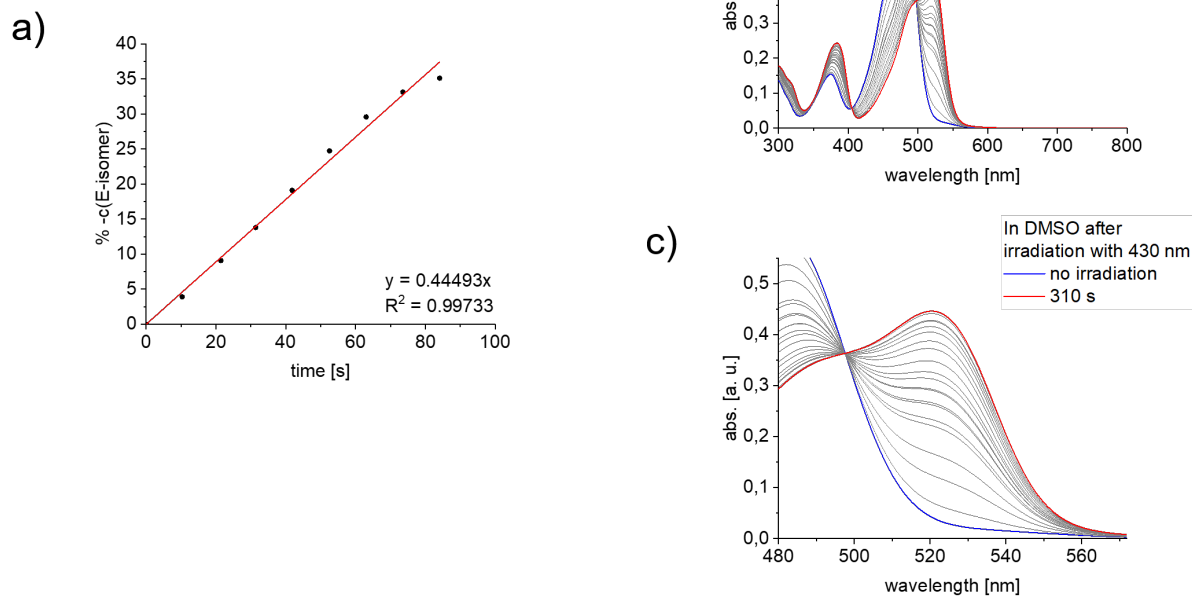 a)
40
35
30
25
20
15
10
5
0
% -c(E-isomer)
y = 0.44493x
R² = 0.99733
0 20 40 60 80 100
time [s]
abs.
0,3
0,2
0,1
0,0
300 400 500 600 700 800
wavelength [nm]
c)
In DMSO after
irradiation with 430 nm
no irradiation
310 s
0,5
0,4
0,3
0,2
0,1
0,0
abs. [a. u.]
480 500 520 540 560
wavelength [nm]